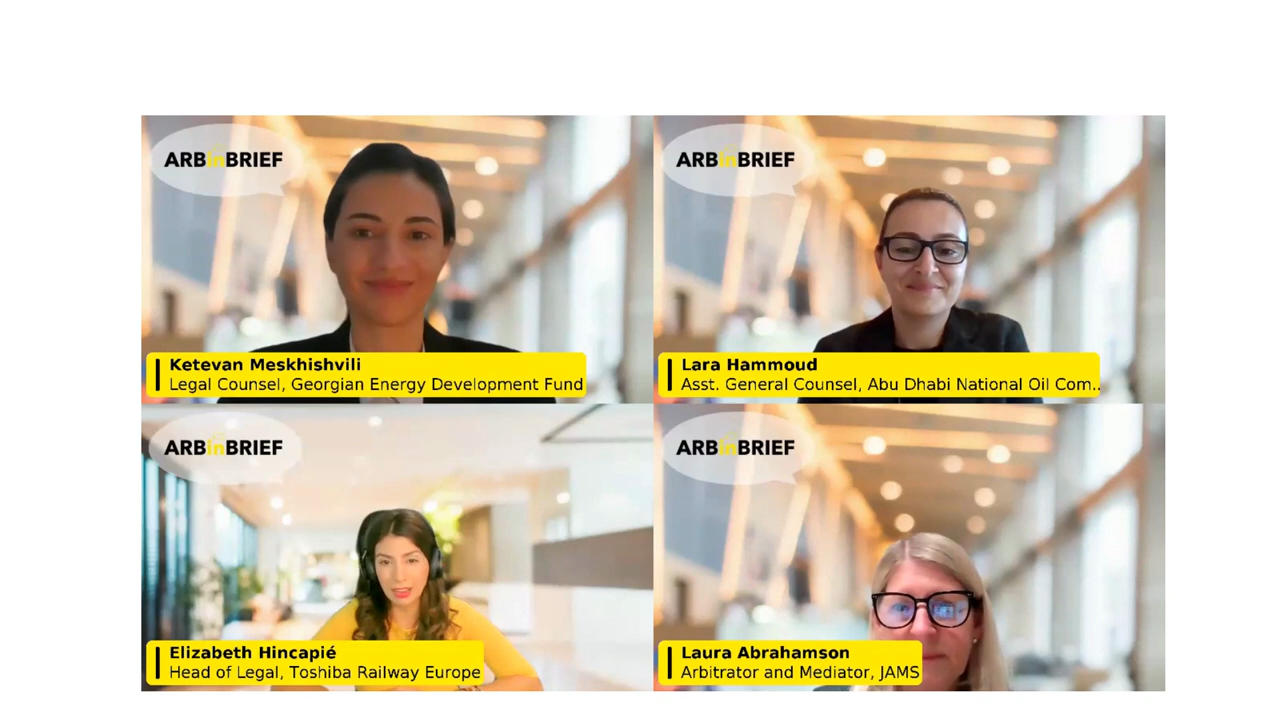 ARBinBRIEF
ARBinBRIEF
Ketevan Meskhishvili
Legal Counsel, Georgian Energy Development Fund
Lara Hammoud
Asst. General Counsel, Abu Dhabi National Oil Com..
ARBinBRIEF
ARBinBRIEF
Elizabeth Hincapié
Head of Legal, Toshiba Railway Europe
Laura Abrahamson
Arbitrator and Mediator, JAMS